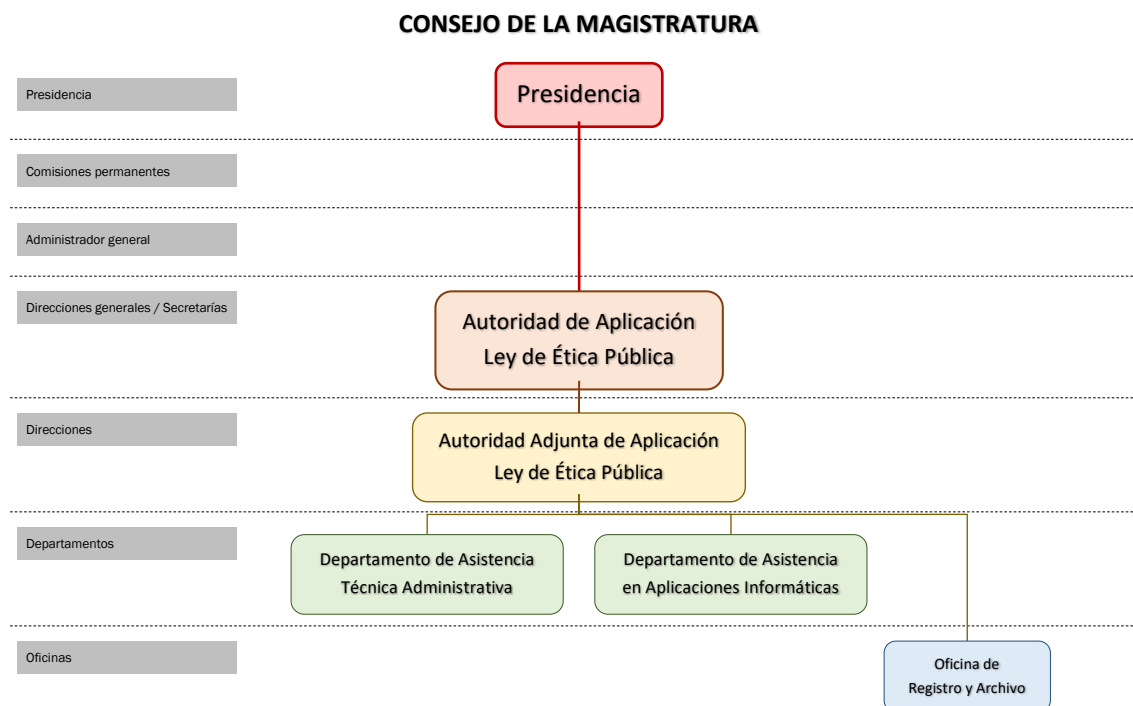 CONSEJO DE LA MAGISTRATURA
Presidencia
Presidencia
Comisiones permanentes
Administrador general
Direcciones generales / Secretarías
Autoridad de Aplicación
Ley de Ética Pública
Direcciones
Autoridad Adjunta de Aplicación
Ley de Ética Pública
Departamentos
Departamento de Asistencia
Técnica Administrativa
Departamento de Asistencia
en Aplicaciones Informáticas
Oficinas
Oficina de
Registro y Archivo